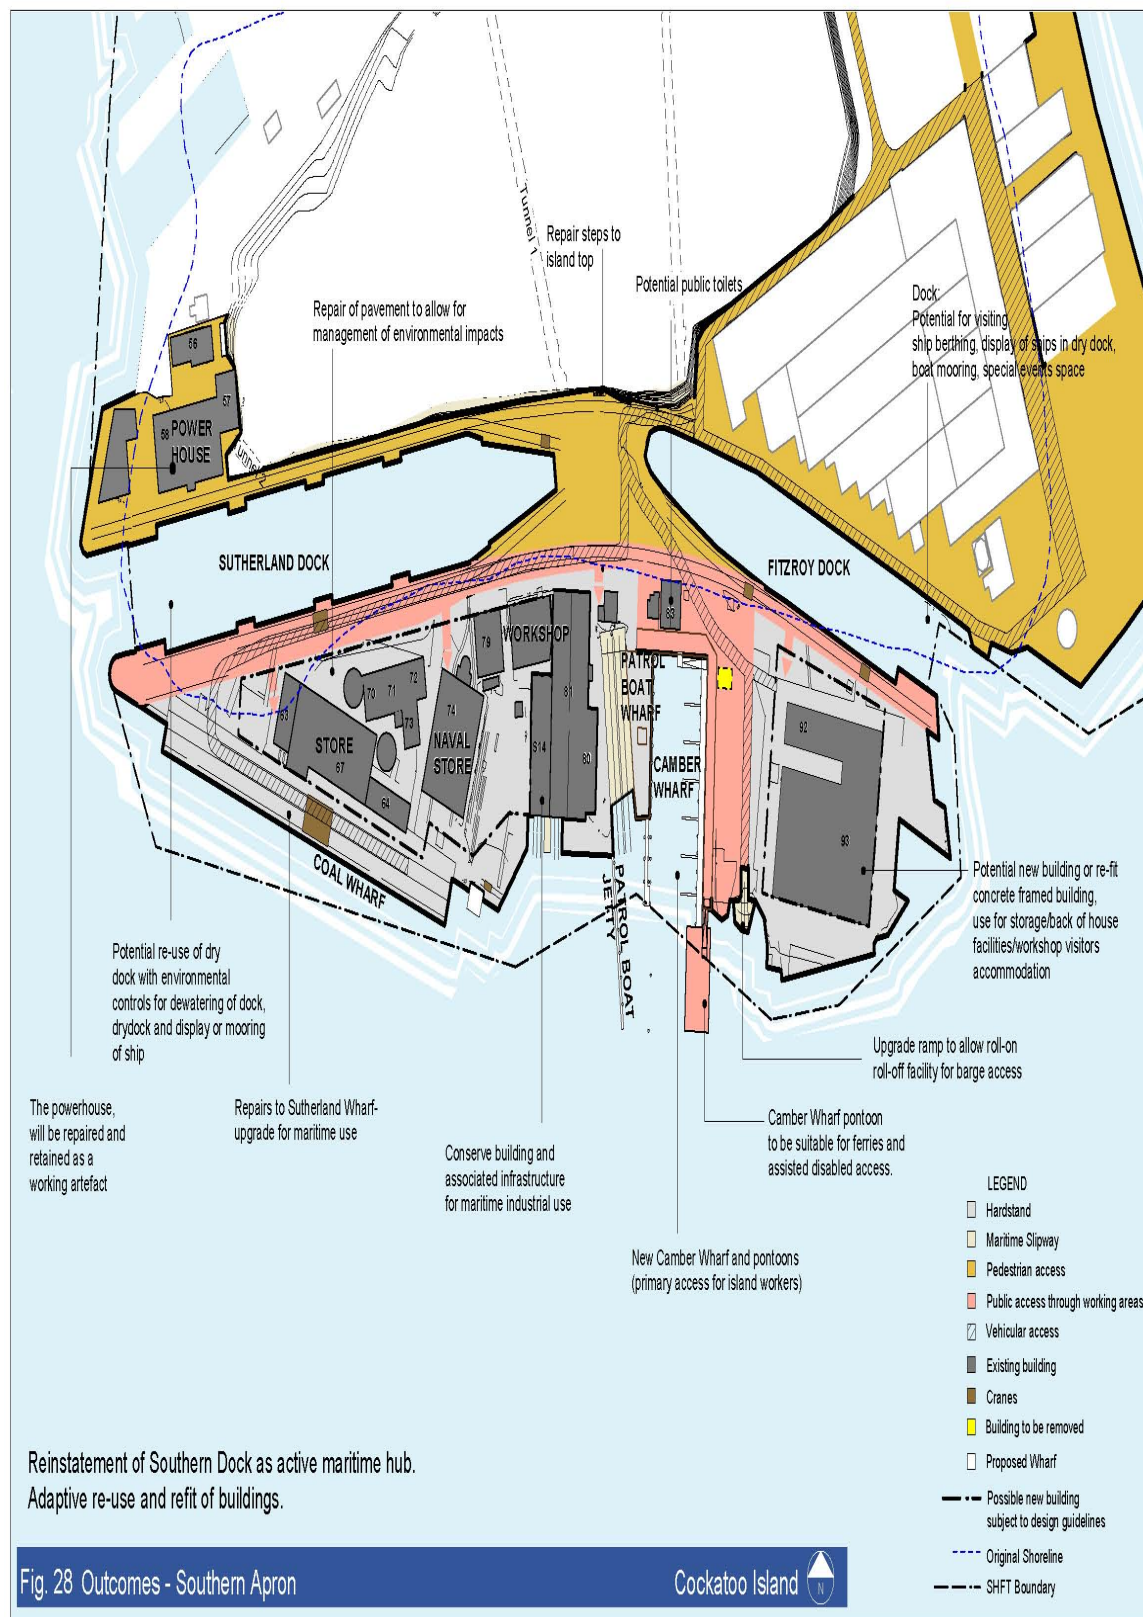 Tunnel 1
Repair steps to
island top
Potential public toilets
Repair of pavement to allow for
management of environmental impacts
Dock:
Potential for visiting
ship berthing, display of ships in dry dock,
boat mooring, special events space
56
57
58
POWER
HOUSE
SUTHERLAND DOCK
FITZROY DOCK
79
WORKSHOP
83
PATROL
BOAT
WHARF
70
71
72
73
74
81
80
S14
63
STORE
67
64
NAVAL
STORE
CAMBER
WHARF
92
93
COAL WHARF
PATROL BOAT
JETTY
Potential new building or re-fit
concrete framed building,
use for storage/back of house
facilities/workshop visitors
accommodation
Potential re-use of dry
dock with environmental
controls for dewatering of dock,
drydock and display or mooring
of ship
Upgrade ramp to allow roll-on
roll-off facility for barge access
The powerhouse,
will be repaired and
retained as a
working artefact
Repairs to Sutherland Wharf-
upgrade for maritime use
Camber Wharf pontoon
to be suitable for ferries and
assisted disabled access.
Conserve building and
associated infrastructure
for maritime industrial use
New Camber Wharf and pontoons
(primary access for island workers)
LEGEND
Hardstand
Maritime Slipway
Pedestrian access
Public access through working areas
Vehicular access
Existing building
Cranes
Building to be removed
Proposed Wharf
Possible new building
subject to design guidelines
Original Shoreline
SHFT Boundary
Reinstatement of Southern Dock as active maritime hub.
Adaptive re-use and refit of buildings.
Fig. 28 Outcomes - Southern Apron
Cockatoo Island
N